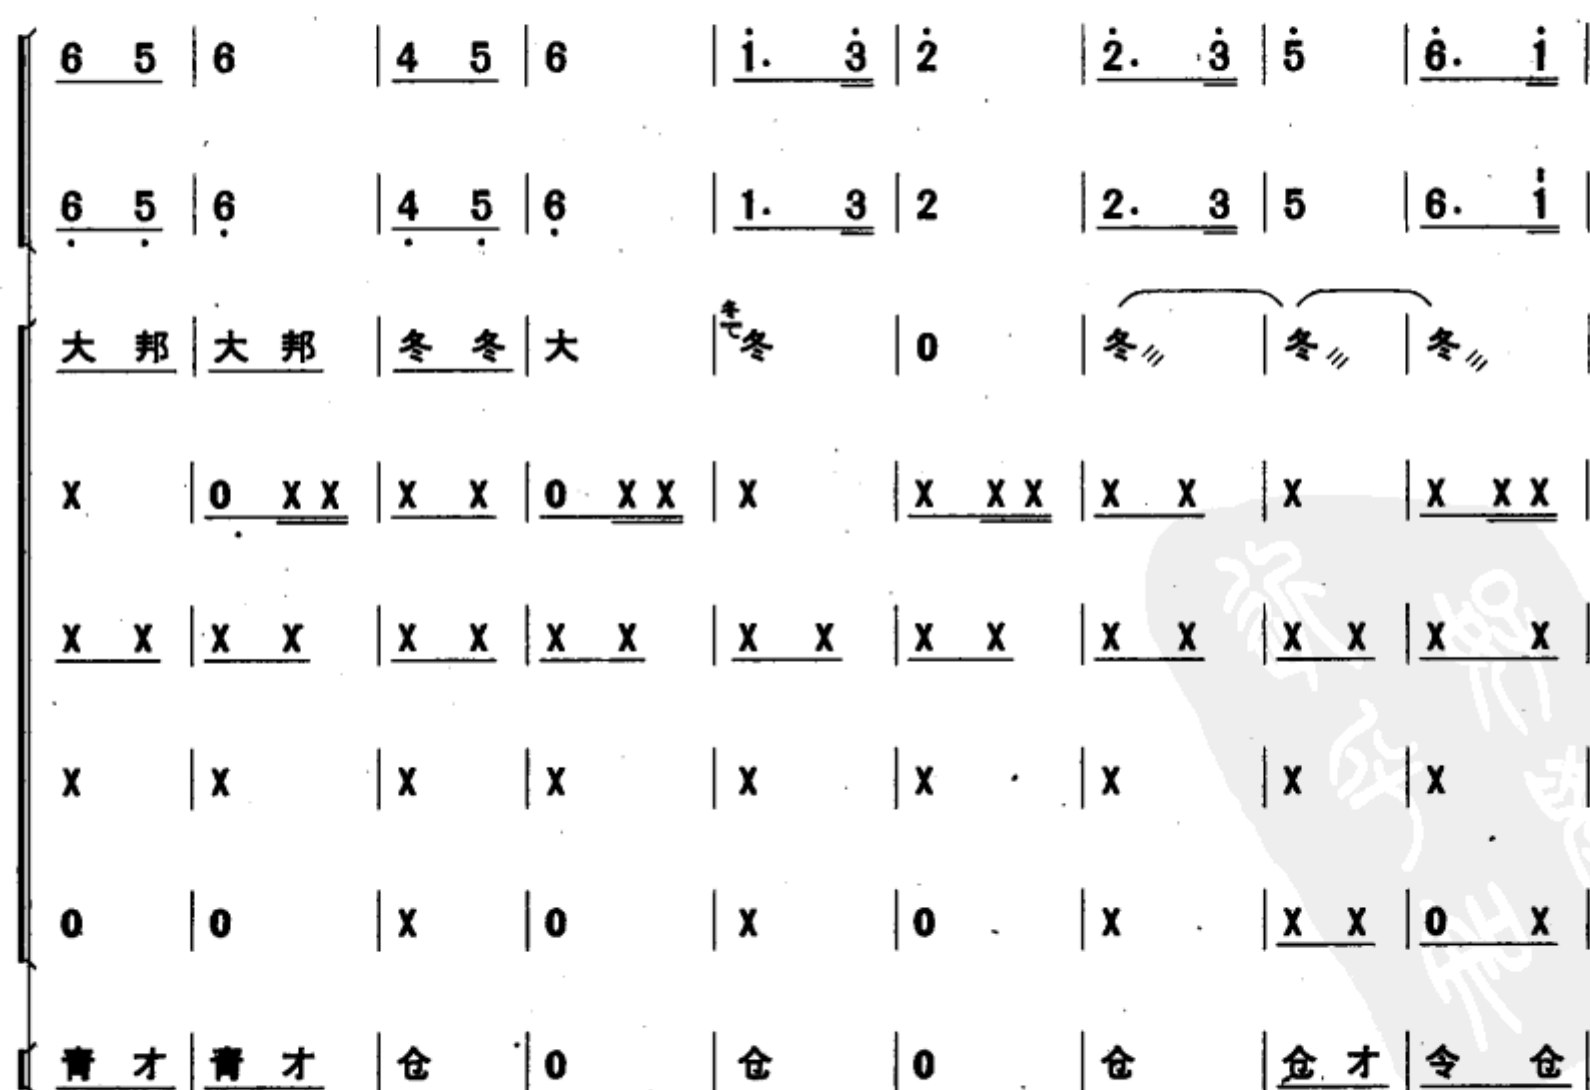 6 5 | 6 | 4 5 | 6 | 1̇. 3̇ | 2̇ | 2̇. 3̇ | 5̇ | 6̇. i̇ |
6̣ 5̣ | 6̣ | 4̣ 5̣ | 6̣ | 1. 3 | 2 | 2. 3 | 5 | 6. i̇ |
大 邦 | 大 邦 | 冬 冬 | 大 | 冬 冬 | 0 | 冬 | 冬 | 冬 |
X | 0 X X | X X | 0 X X | X | X X X | X X | X | X X X |
X X | X X | X X | X X | X X | X X | X X | X X | X X |
X | X | X | X | X | X | X | X | X |
0 | 0 | X | 0 | X | 0 | X | X X | 0 X |
青 才 | 青 才 | 仓 | 0 | 仓 | 0 | 仓 | 仓 才 | 令 仓 |